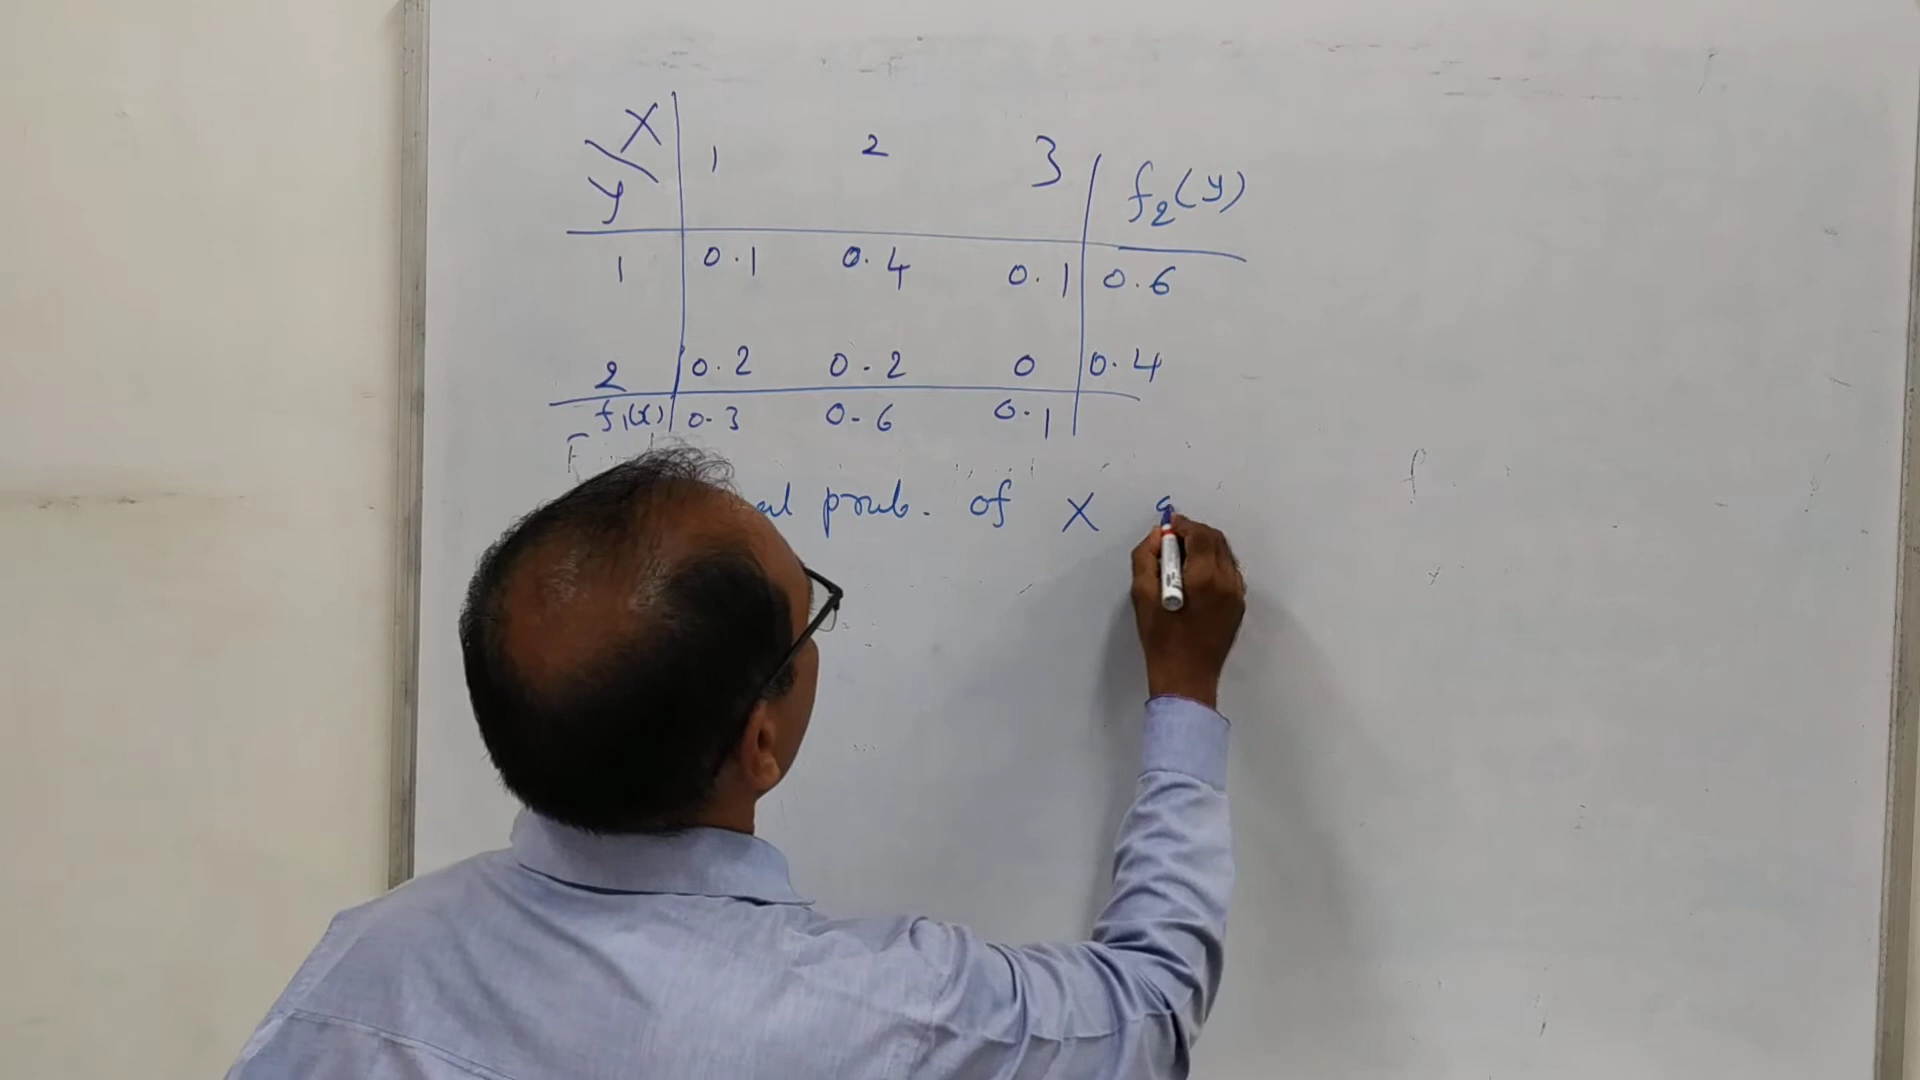 X
Y 1 2 3 f2(y)
1 0.1 0.4 0.1 0.6
2 0.2 0.2 0 0.4
f1(x) 0.3 0.6 0.1
prob. of X